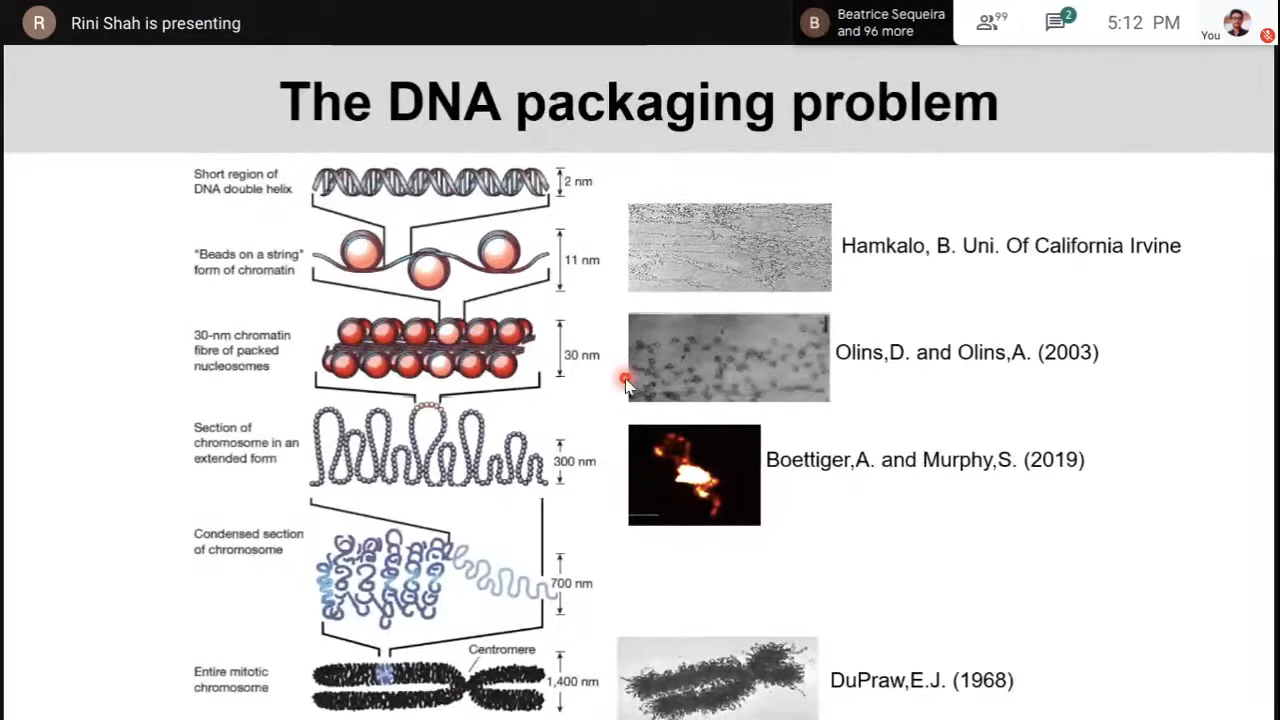 R Rini Shah is presenting
B Beatrice Sequeira
and 96 more
99
2
5:12 PM
You
The DNA packaging problem
Short region of
DNA double helix
2 nm
"Beads on a string"
form of chromatin
11 nm
Hamkalo, B. Uni. Of California Irvine
30-nm chromatin
fibre of packed
nucleosomes
30 nm
Olins,D. and Olins,A. (2003)
Section of
chromosome in an
extended form
300 nm
Boettiger,A. and Murphy,S. (2019)
Condensed section
of chromosome
700 nm
Centromere
Entire mitotic
chromosome
1,400 nm
DuPraw,E.J. (1968)